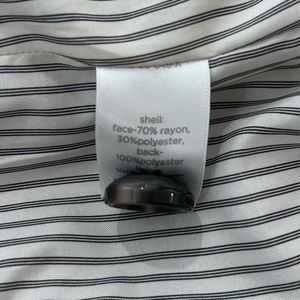 shell:
face-70% rayon,
30%polyester,
back-
100%polyester